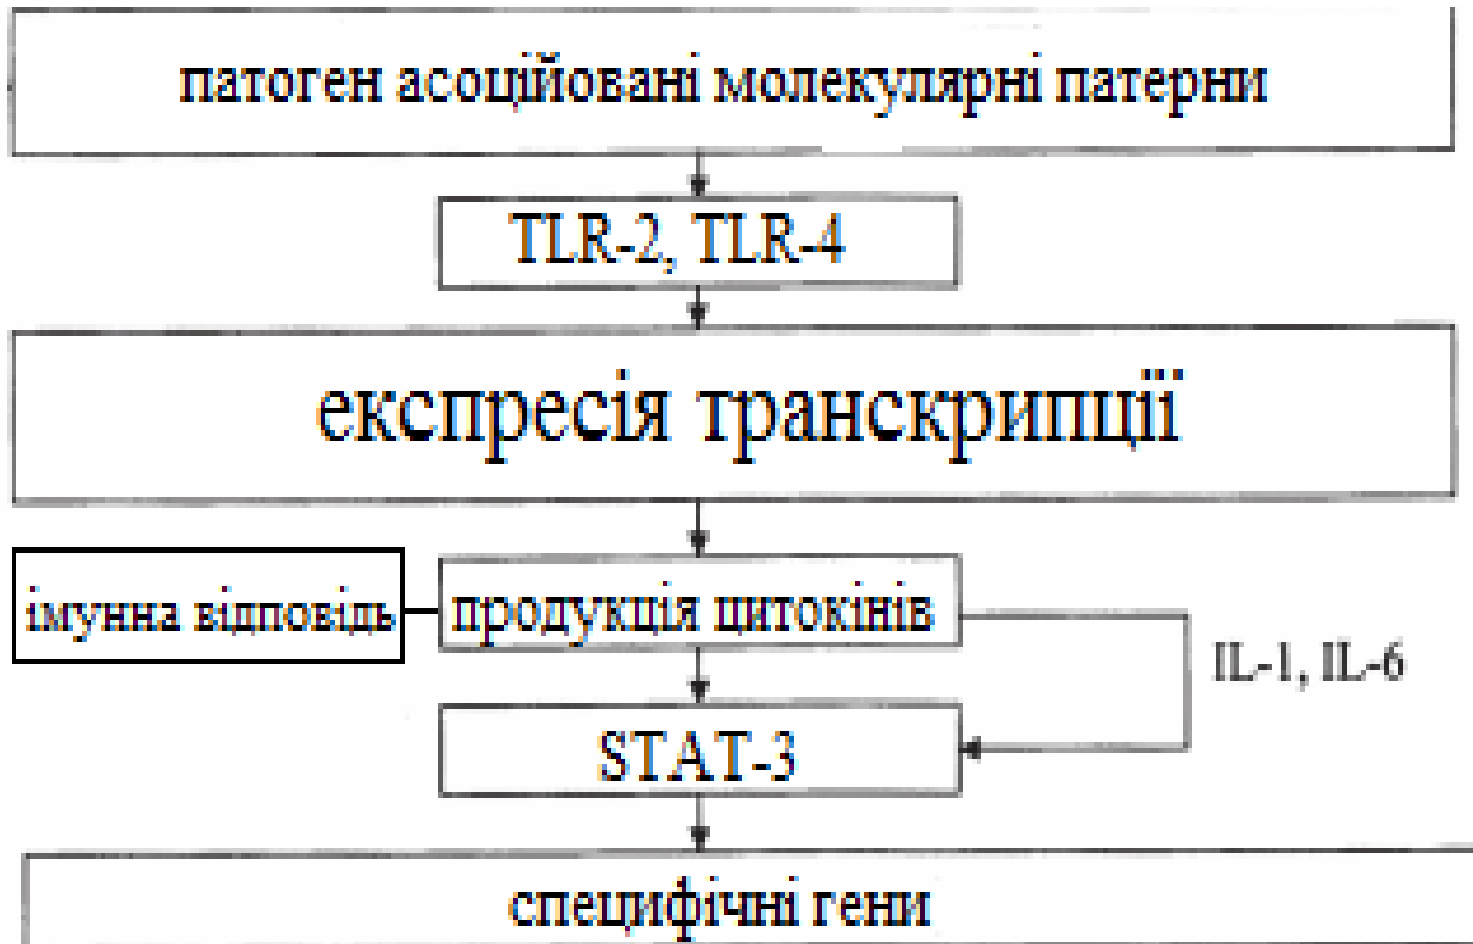 патоген асоційовані молекулярні патерни
TLR-2, TLR-4
експресія транскрипції
імунна відповідь
продукція цитокінів
IL-1, IL-6
STAT-3
специфічні гени